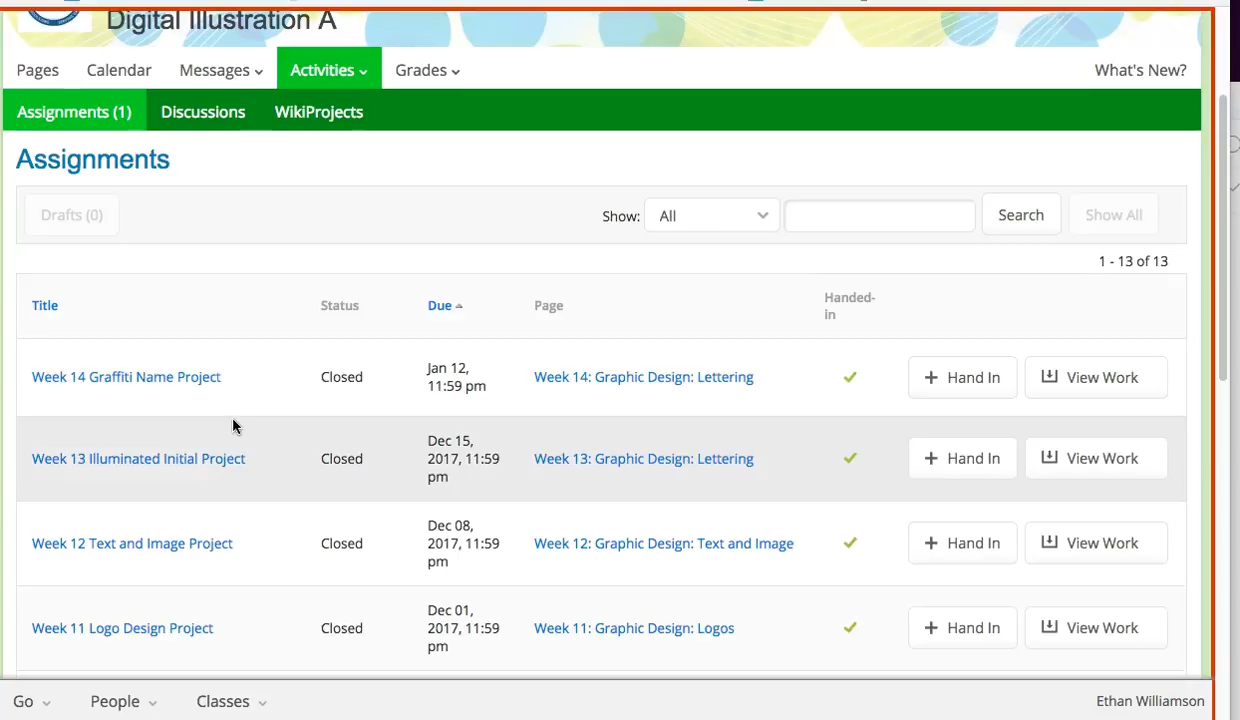 Digital Illustration A
Pages Calendar Messages Activities Grades What's New?
Assignments (1) Discussions WikiProjects
Assignments
Drafts (0) Show: All Search Show All
1 - 13 of 13
Title Status Due Page Handed-
in
Week 14 Graffiti Name Project Closed Jan 12, Week 14: Graphic Design: Lettering + Hand In View Work
11:59 pm
Dec 15,
Week 13 Illuminated Initial Project Closed 2017, 11:59 Week 13: Graphic Design: Lettering + Hand In View Work
pm
Dec 08,
Week 12 Text and Image Project Closed 2017, 11:59 Week 12: Graphic Design: Text and Image + Hand In View Work
pm
Dec 01,
Week 11 Logo Design Project Closed 2017, 11:59 Week 11: Graphic Design: Logos + Hand In View Work
pm
Go People Classes Ethan Williamson